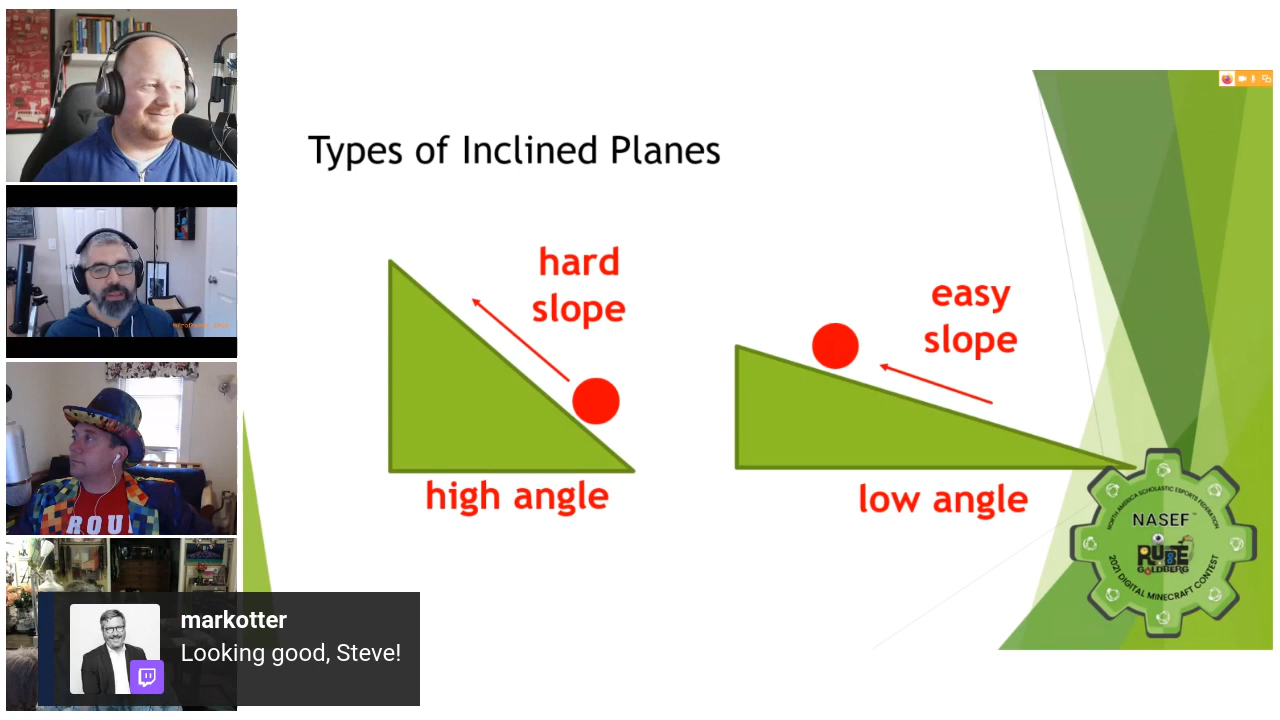 Types of Inclined Planes
hard
slope
easy
slope
high angle
low angle
NORTH AMERICA SCHOLASTIC ESPORTS FEDERATION
NASEF
RUBE
GOLDBERG
2021 DIGITAL MINECRAFT CONTEST
ROU
markotter
Looking good, Steve!